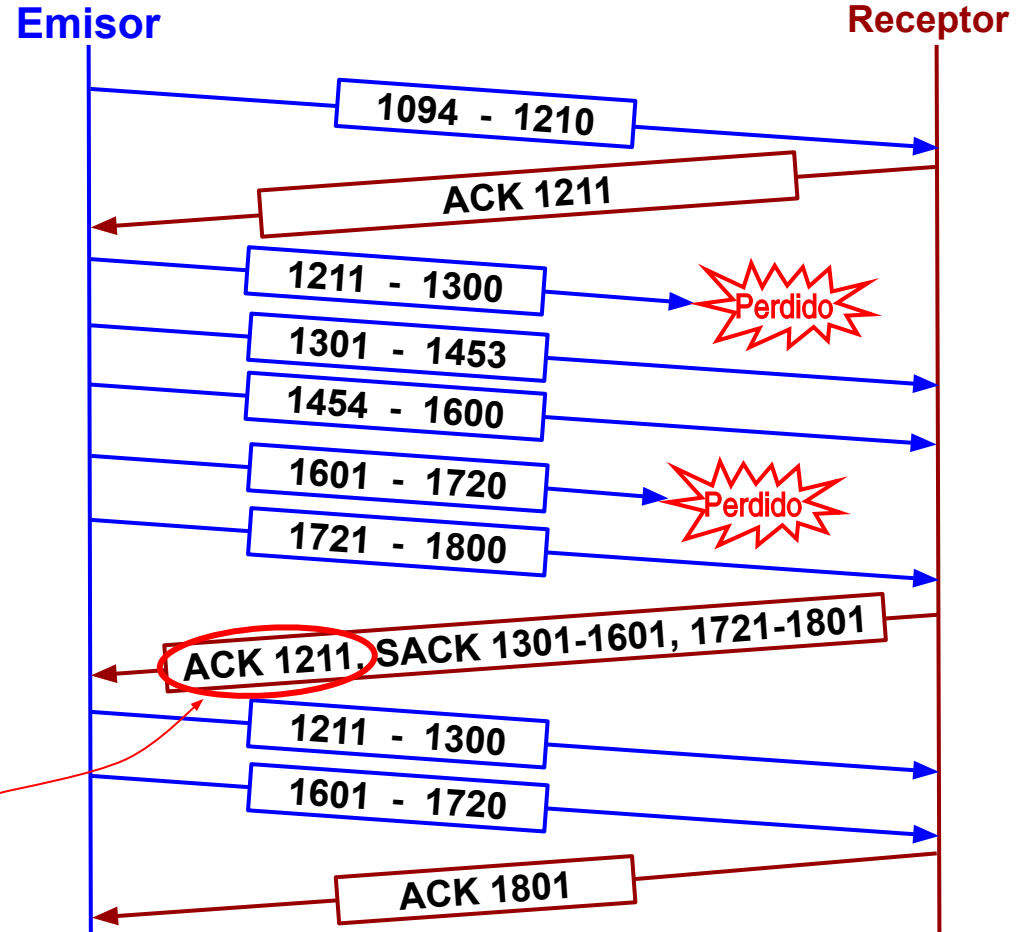 Emisor
Receptor
1094 - 1210
ACK 1211
1211 - 1300
Perdido
1301 - 1453
1454 - 1600
1601 - 1720
Perdido
1721 - 1800
ACK 1211, SACK 1301-1601, 1721-1801
1211 - 1300
1601 - 1720
ACK 1801